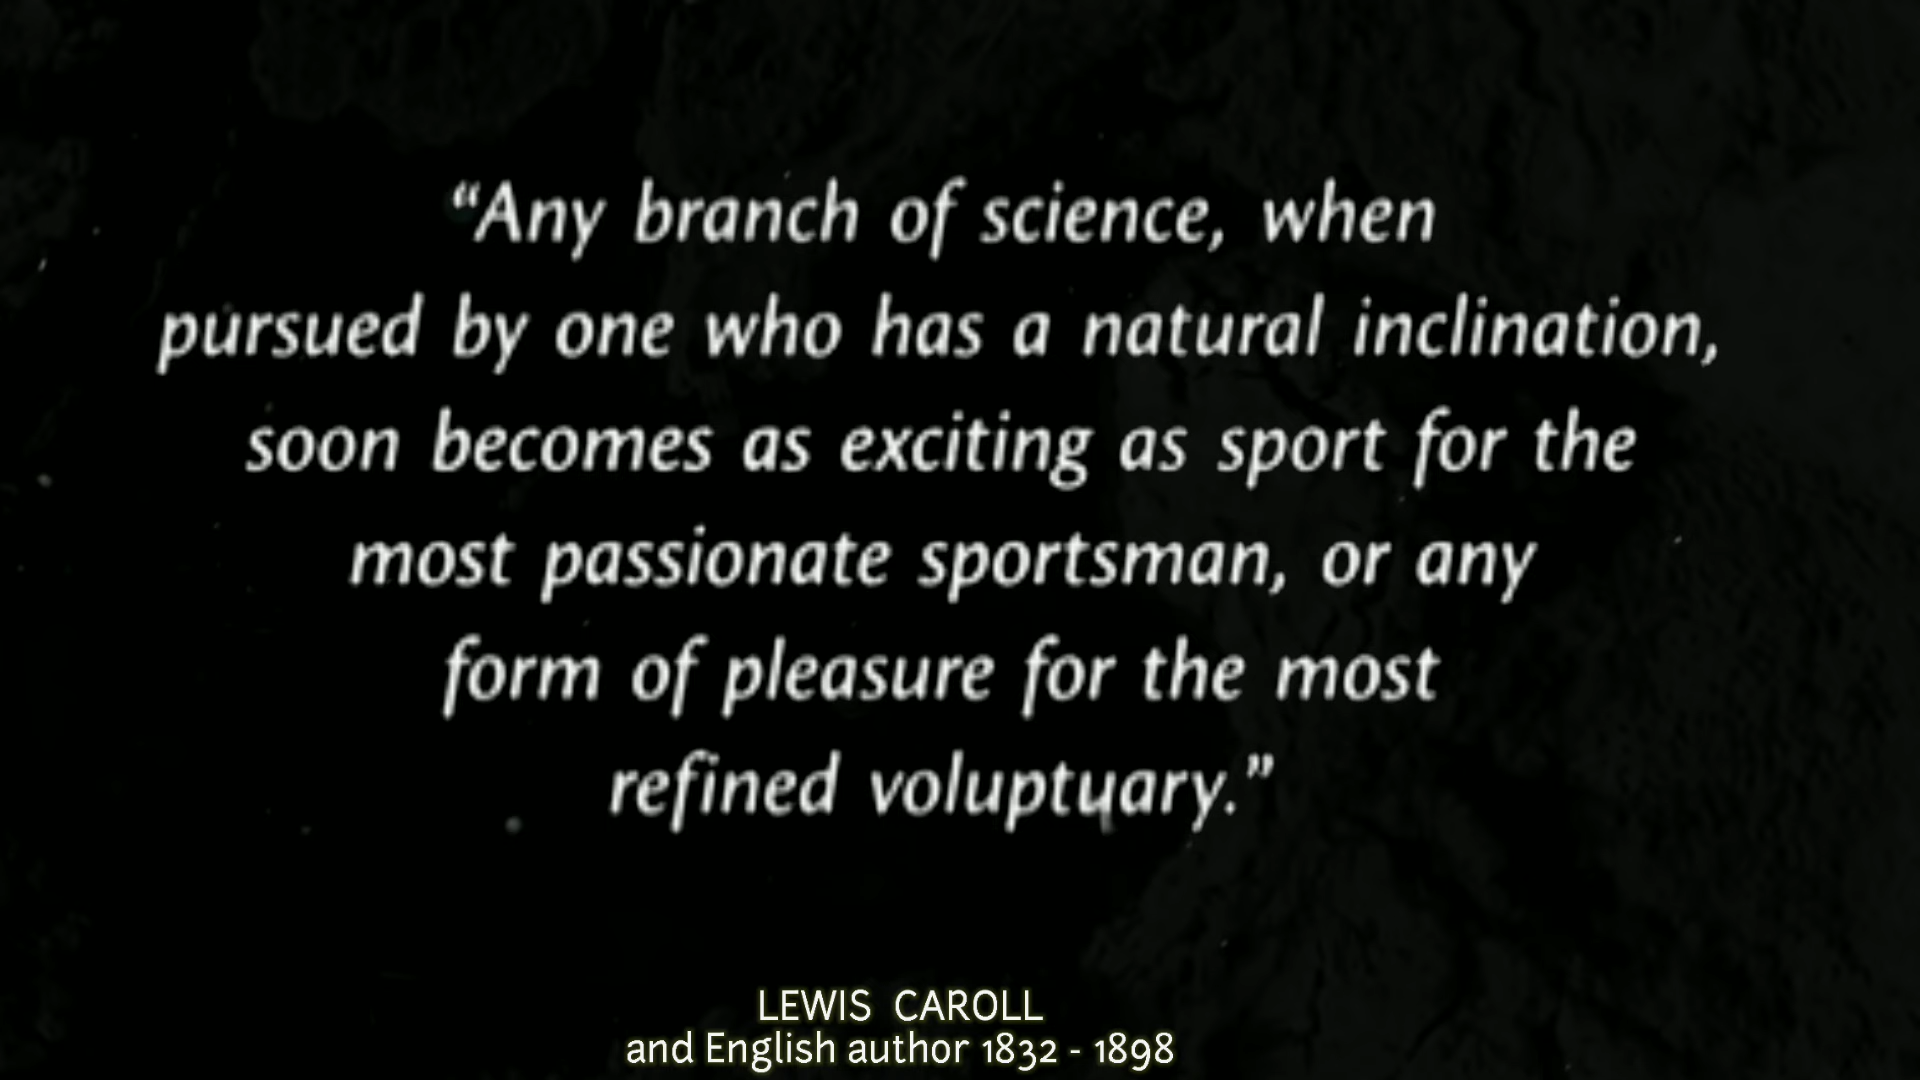 “Any branch of science, when
pursued by one who has a natural inclination,
soon becomes as exciting as sport for the
most passionate sportsman, or any
form of pleasure for the most
refined voluptuary.”
LEWIS CAROLL
and English author 1832 - 1898